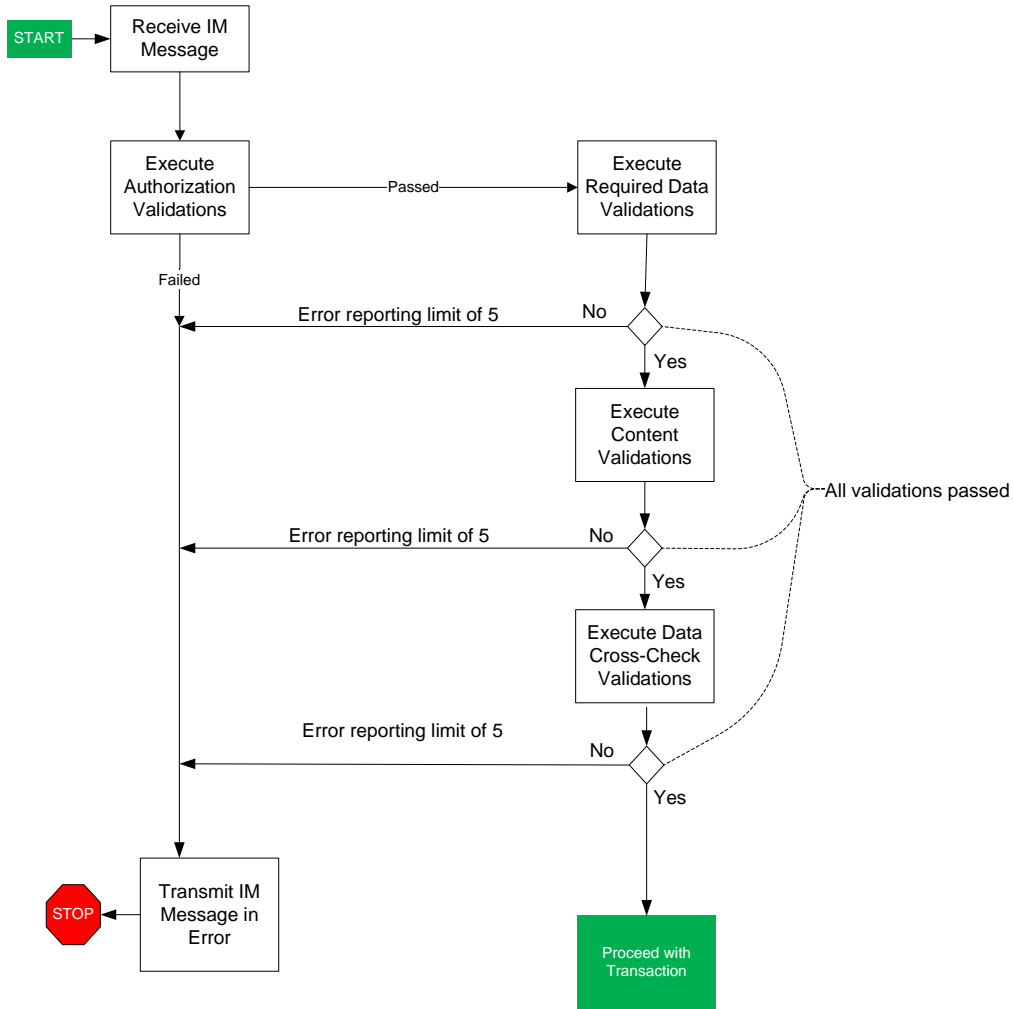 START
Receive IM
Message
Execute
Authorization
Validations
Passed
Execute
Required Data
Validations
Failed
Error reporting limit of 5
No
Yes
Execute
Content
Validations
All validations passed
Error reporting limit of 5
No
Yes
Execute Data
Cross-Check
Validations
Error reporting limit of 5
No
Yes
Transmit IM
Message in
Error
STOP
Proceed with
Transaction